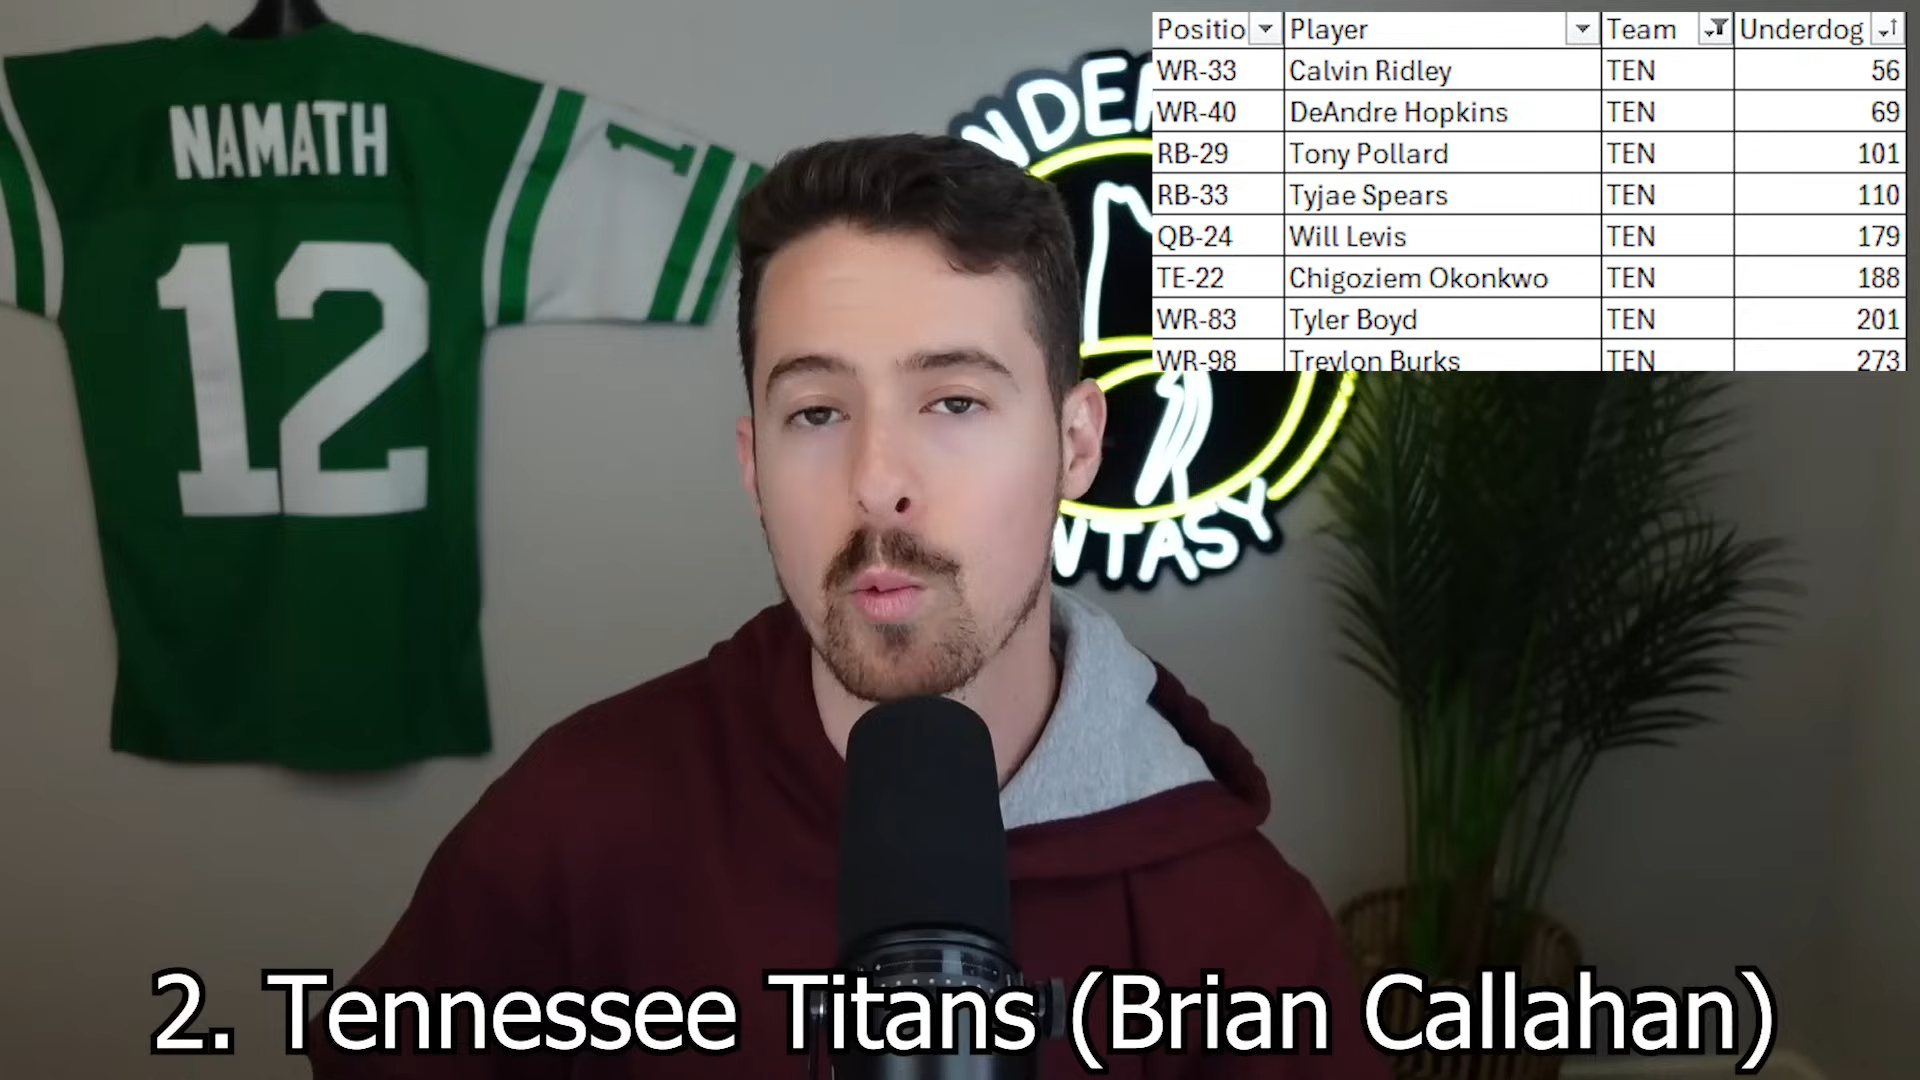 NAMATH
12
1
Positio Player Team Underdog
WR-33 Calvin Ridley TEN 56
WR-40 DeAndre Hopkins TEN 69
RB-29 Tony Pollard TEN 101
RB-33 Tyjae Spears TEN 110
QB-24 Will Levis TEN 179
TE-22 Chigoziem Okonkwo TEN 188
WR-83 Tyler Boyd TEN 201
WR-98 Treylon Burks TEN 273
NDE
NTASY
2. Tennessee Titans (Brian Callahan)